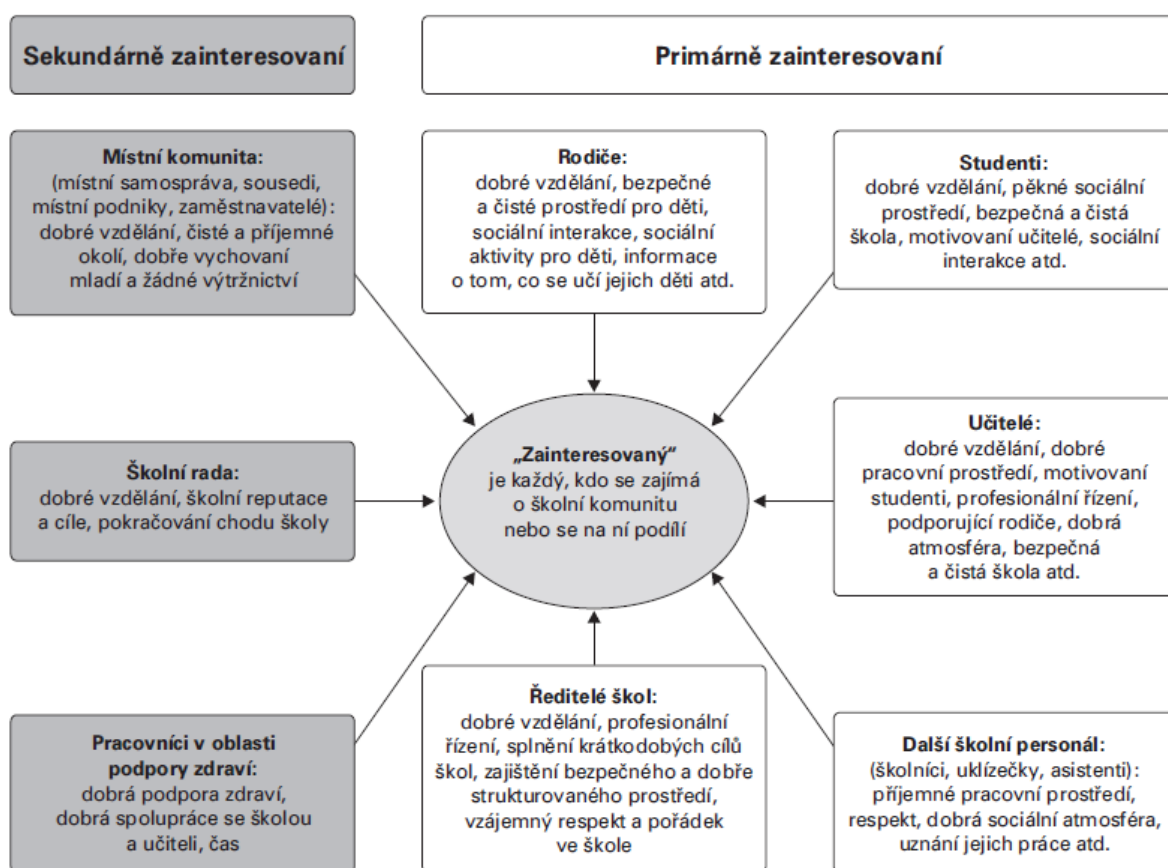 Sekundárně zainteresovaní
Primárně zainteresovaní
Místní komunita:
(místní samospráva, sousedi,
místní podniky, zaměstnavatelé):
dobré vzdělání, čisté a příjemné
okolí, dobře vychovaní
mladí a žádné výtržnictví
Rodiče:
dobré vzdělání, bezpečné
a čisté prostředí pro děti,
sociální interakce, sociální
aktivity pro děti, informace
o tom, co se učí jejich děti atd.
Studenti:
dobré vzdělání, pěkné sociální
prostředí, bezpečná a čistá
škola, motivovaní učitelé, sociální
interakce atd.
Školní rada:
dobré vzdělání, školní reputace
a cíle, pokračování chodu školy
„Zainteresovaný“
je každý, kdo se zajímá
o školní komunitu
nebo se na ní podílí
Učitelé:
dobré vzdělání, dobré
pracovní prostředí, motivovaní
studenti, profesionální řízení,
podporující rodiče, dobrá
atmosféra, bezpečná
a čistá škola atd.
Pracovníci v oblasti
podpory zdraví:
dobrá podpora zdraví,
dobrá spolupráce se školou
a učiteli, čas
Ředitelé škol:
dobré vzdělání, profesionální
řízení, splnění krátkodobých cílů
škol, zajištění bezpečného a dobře
strukturovaného prostředí,
vzájemný respekt a pořádek
ve škole
Další školní personál:
(školníci, uklízečky, asistenti):
příjemné pracovní prostředí,
respekt, dobrá sociální atmosféra,
uznání jejich práce atd.